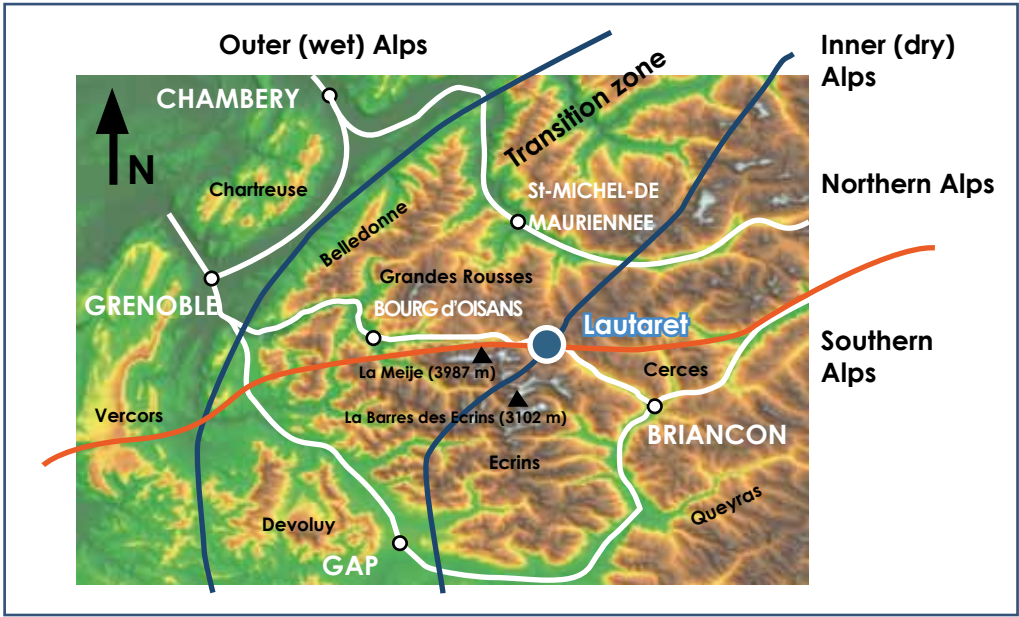 Outer (wet) Alps
Inner (dry)
Alps
Transition zone
CHAMBERY
N
Chartreuse
St-MICHEL-DE
MAURIENNEE
Northern Alps
Belledonne
Grandes Rousses
GRENOBLE
BOURG d'OISANS
Lautaret
Southern
Alps
La Meije (3987 m)
Cerces
Vercors
La Barres des Ecrins (3102 m)
BRIANCON
Ecrins
Queyras
Devoluy
GAP